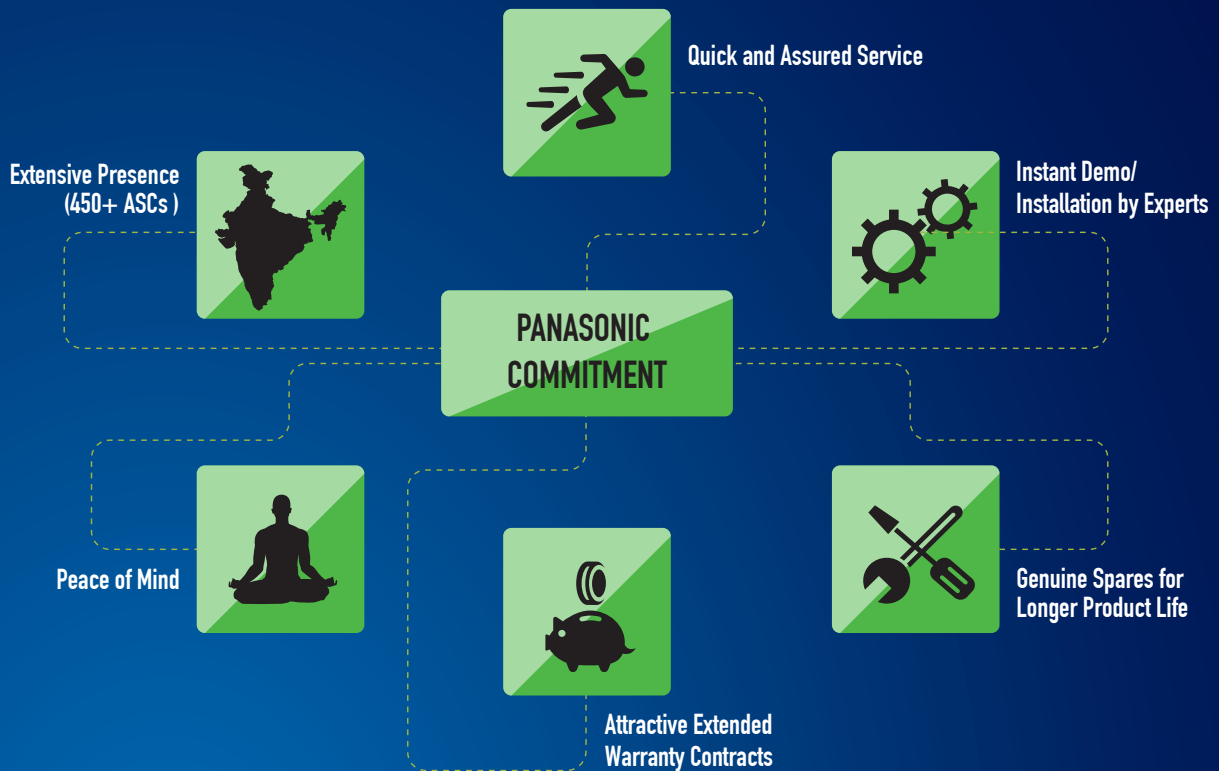 Quick and Assured Service
Extensive Presence
(450+ ASCs )
Instant Demo/
Installation by Experts
PANASONIC
COMMITMENT
Peace of Mind
Genuine Spares for
Longer Product Life
Attractive Extended
Warranty Contracts